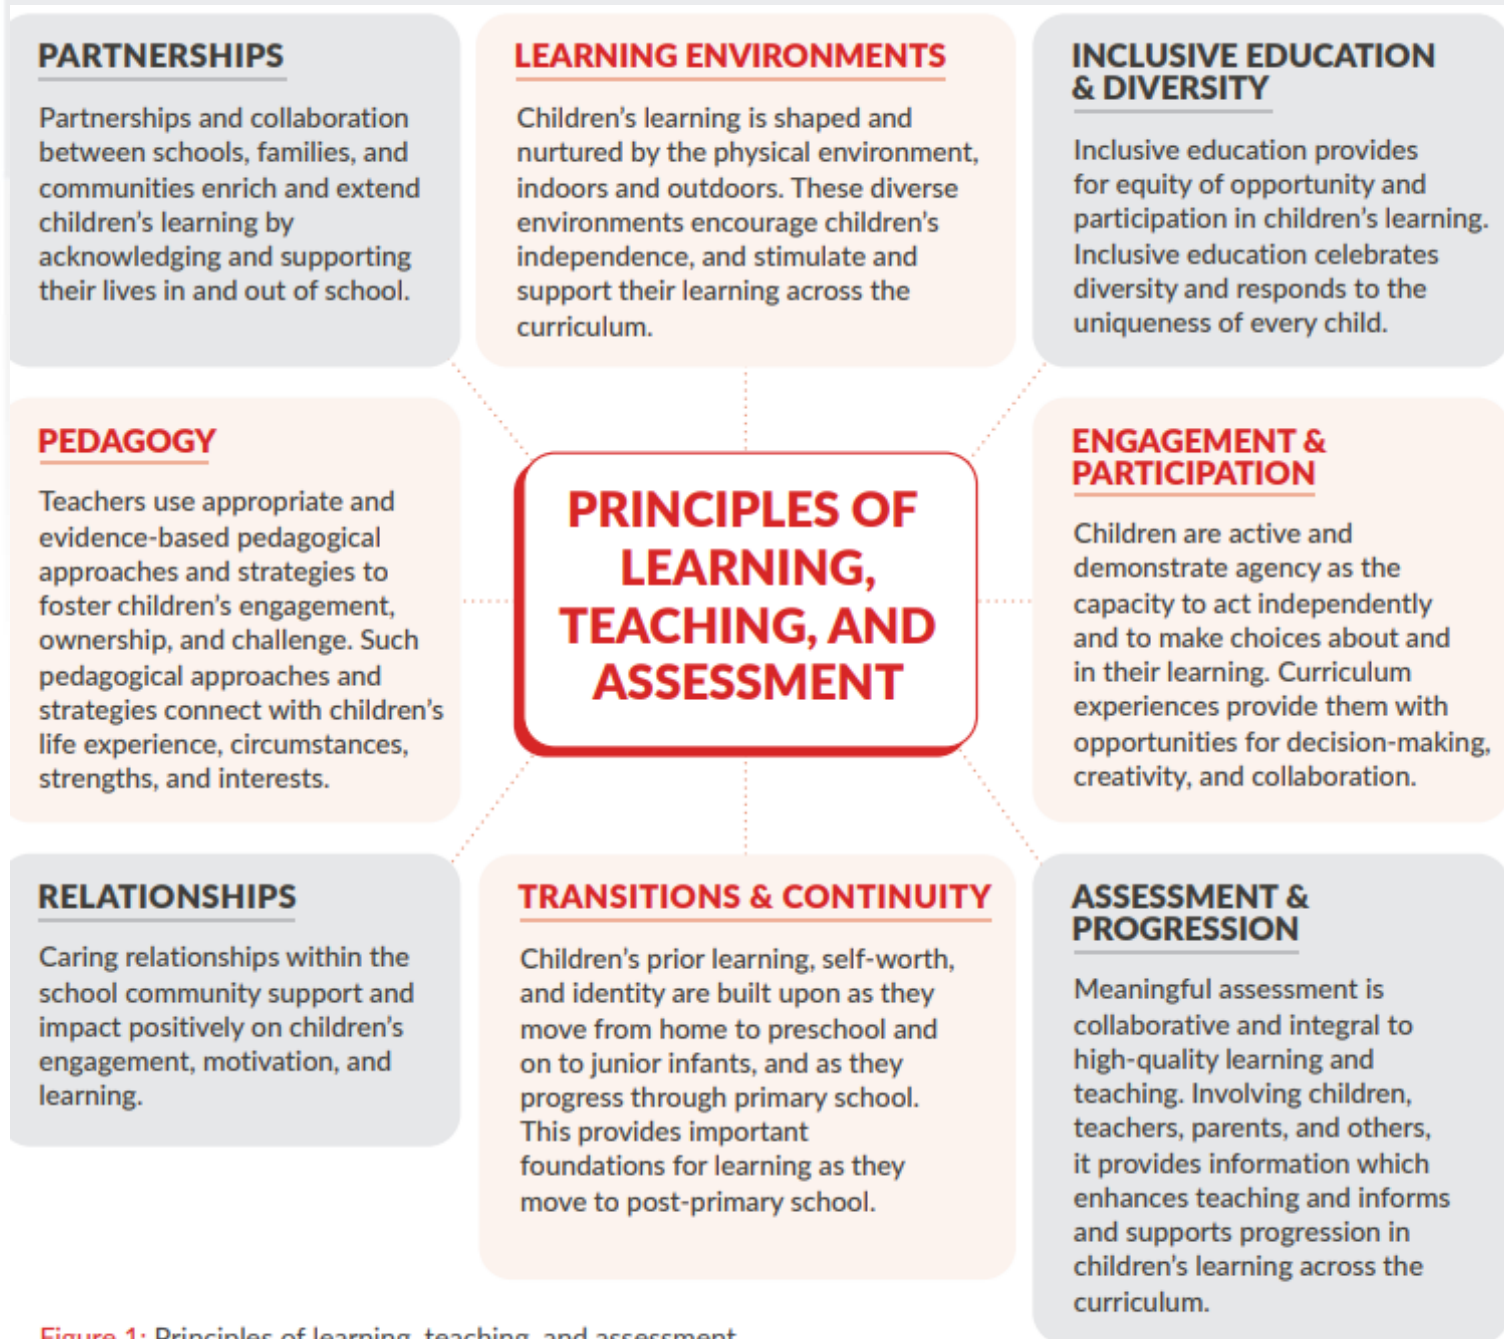 PARTNERSHIPS
Partnerships and collaboration
between schools, families, and
communities enrich and extend
children’s learning by
acknowledging and supporting
their lives in and out of school.
LEARNING ENVIRONMENTS
Children’s learning is shaped and
nurtured by the physical environment,
indoors and outdoors. These diverse
environments encourage children’s
independence, and stimulate and
support their learning across the
curriculum.
INCLUSIVE EDUCATION
& DIVERSITY
Inclusive education provides
for equity of opportunity and
participation in children’s learning.
Inclusive education celebrates
diversity and responds to the
uniqueness of every child.
PEDAGOGY
Teachers use appropriate and
evidence-based pedagogical
approaches and strategies to
foster children’s engagement,
ownership, and challenge. Such
pedagogical approaches and
strategies connect with children’s
life experience, circumstances,
strengths, and interests.
PRINCIPLES OF
LEARNING,
TEACHING, AND
ASSESSMENT
ENGAGEMENT &
PARTICIPATION
Children are active and
demonstrate agency as the
capacity to act independently
and to make choices about and
in their learning. Curriculum
experiences provide them with
opportunities for decision-making,
creativity, and collaboration.
RELATIONSHIPS
Caring relationships within the
school community support and
impact positively on children’s
engagement, motivation, and
learning.
TRANSITIONS & CONTINUITY
Children’s prior learning, self-worth,
and identity are built upon as they
move from home to preschool and
on to junior infants, and as they
progress through primary school.
This provides important
foundations for learning as they
move to post-primary school.
ASSESSMENT &
PROGRESSION
Meaningful assessment is
collaborative and integral to
high-quality learning and
teaching. Involving children,
teachers, parents, and others,
it provides information which
enhances teaching and informs
and supports progression in
children’s learning across the
curriculum.
Figure 1: Principles of learning, teaching, and assessment